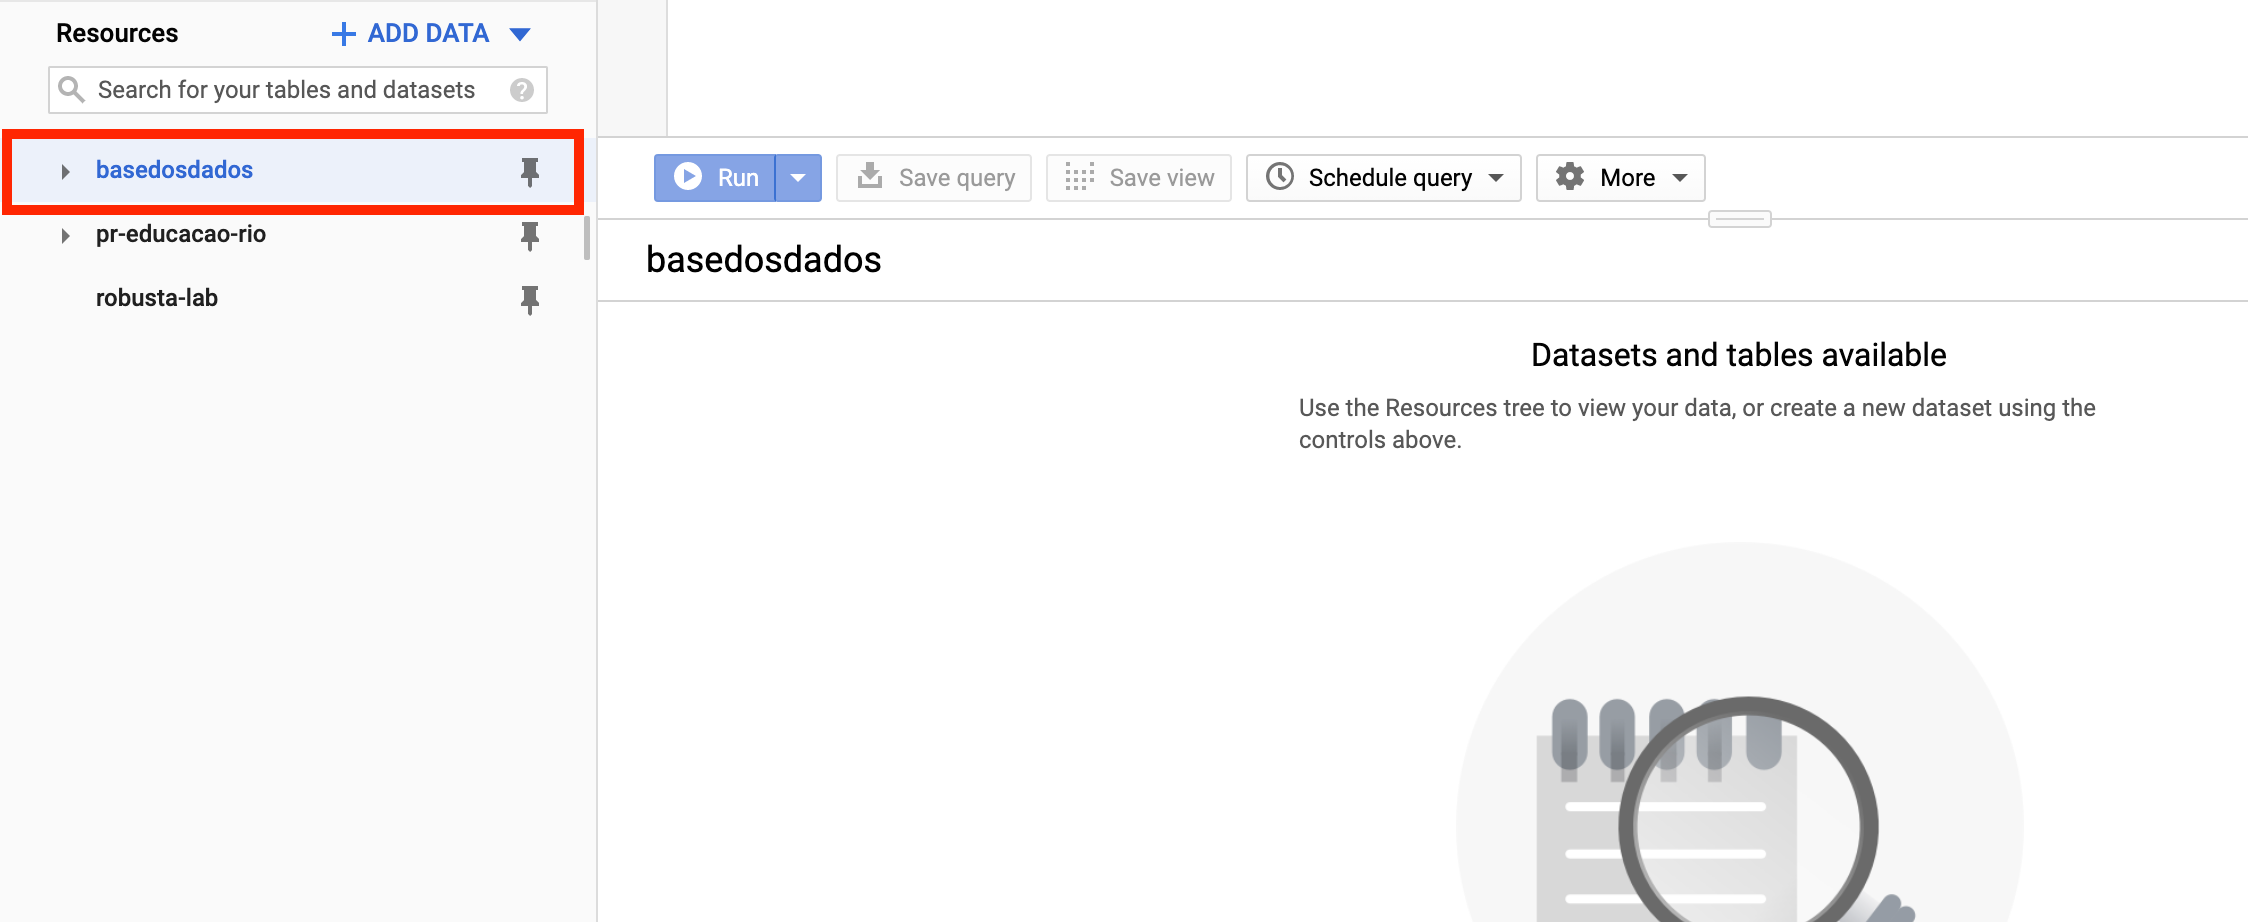 Resources
ADD DATA
Search for your tables and datasets
basedosdados
pr-educacao-rio
robusta-lab
Run
Save query
Save view
Schedule query
More
basedosdados
Datasets and tables available
Use the Resources tree to view your data, or create a new dataset using the
controls above.